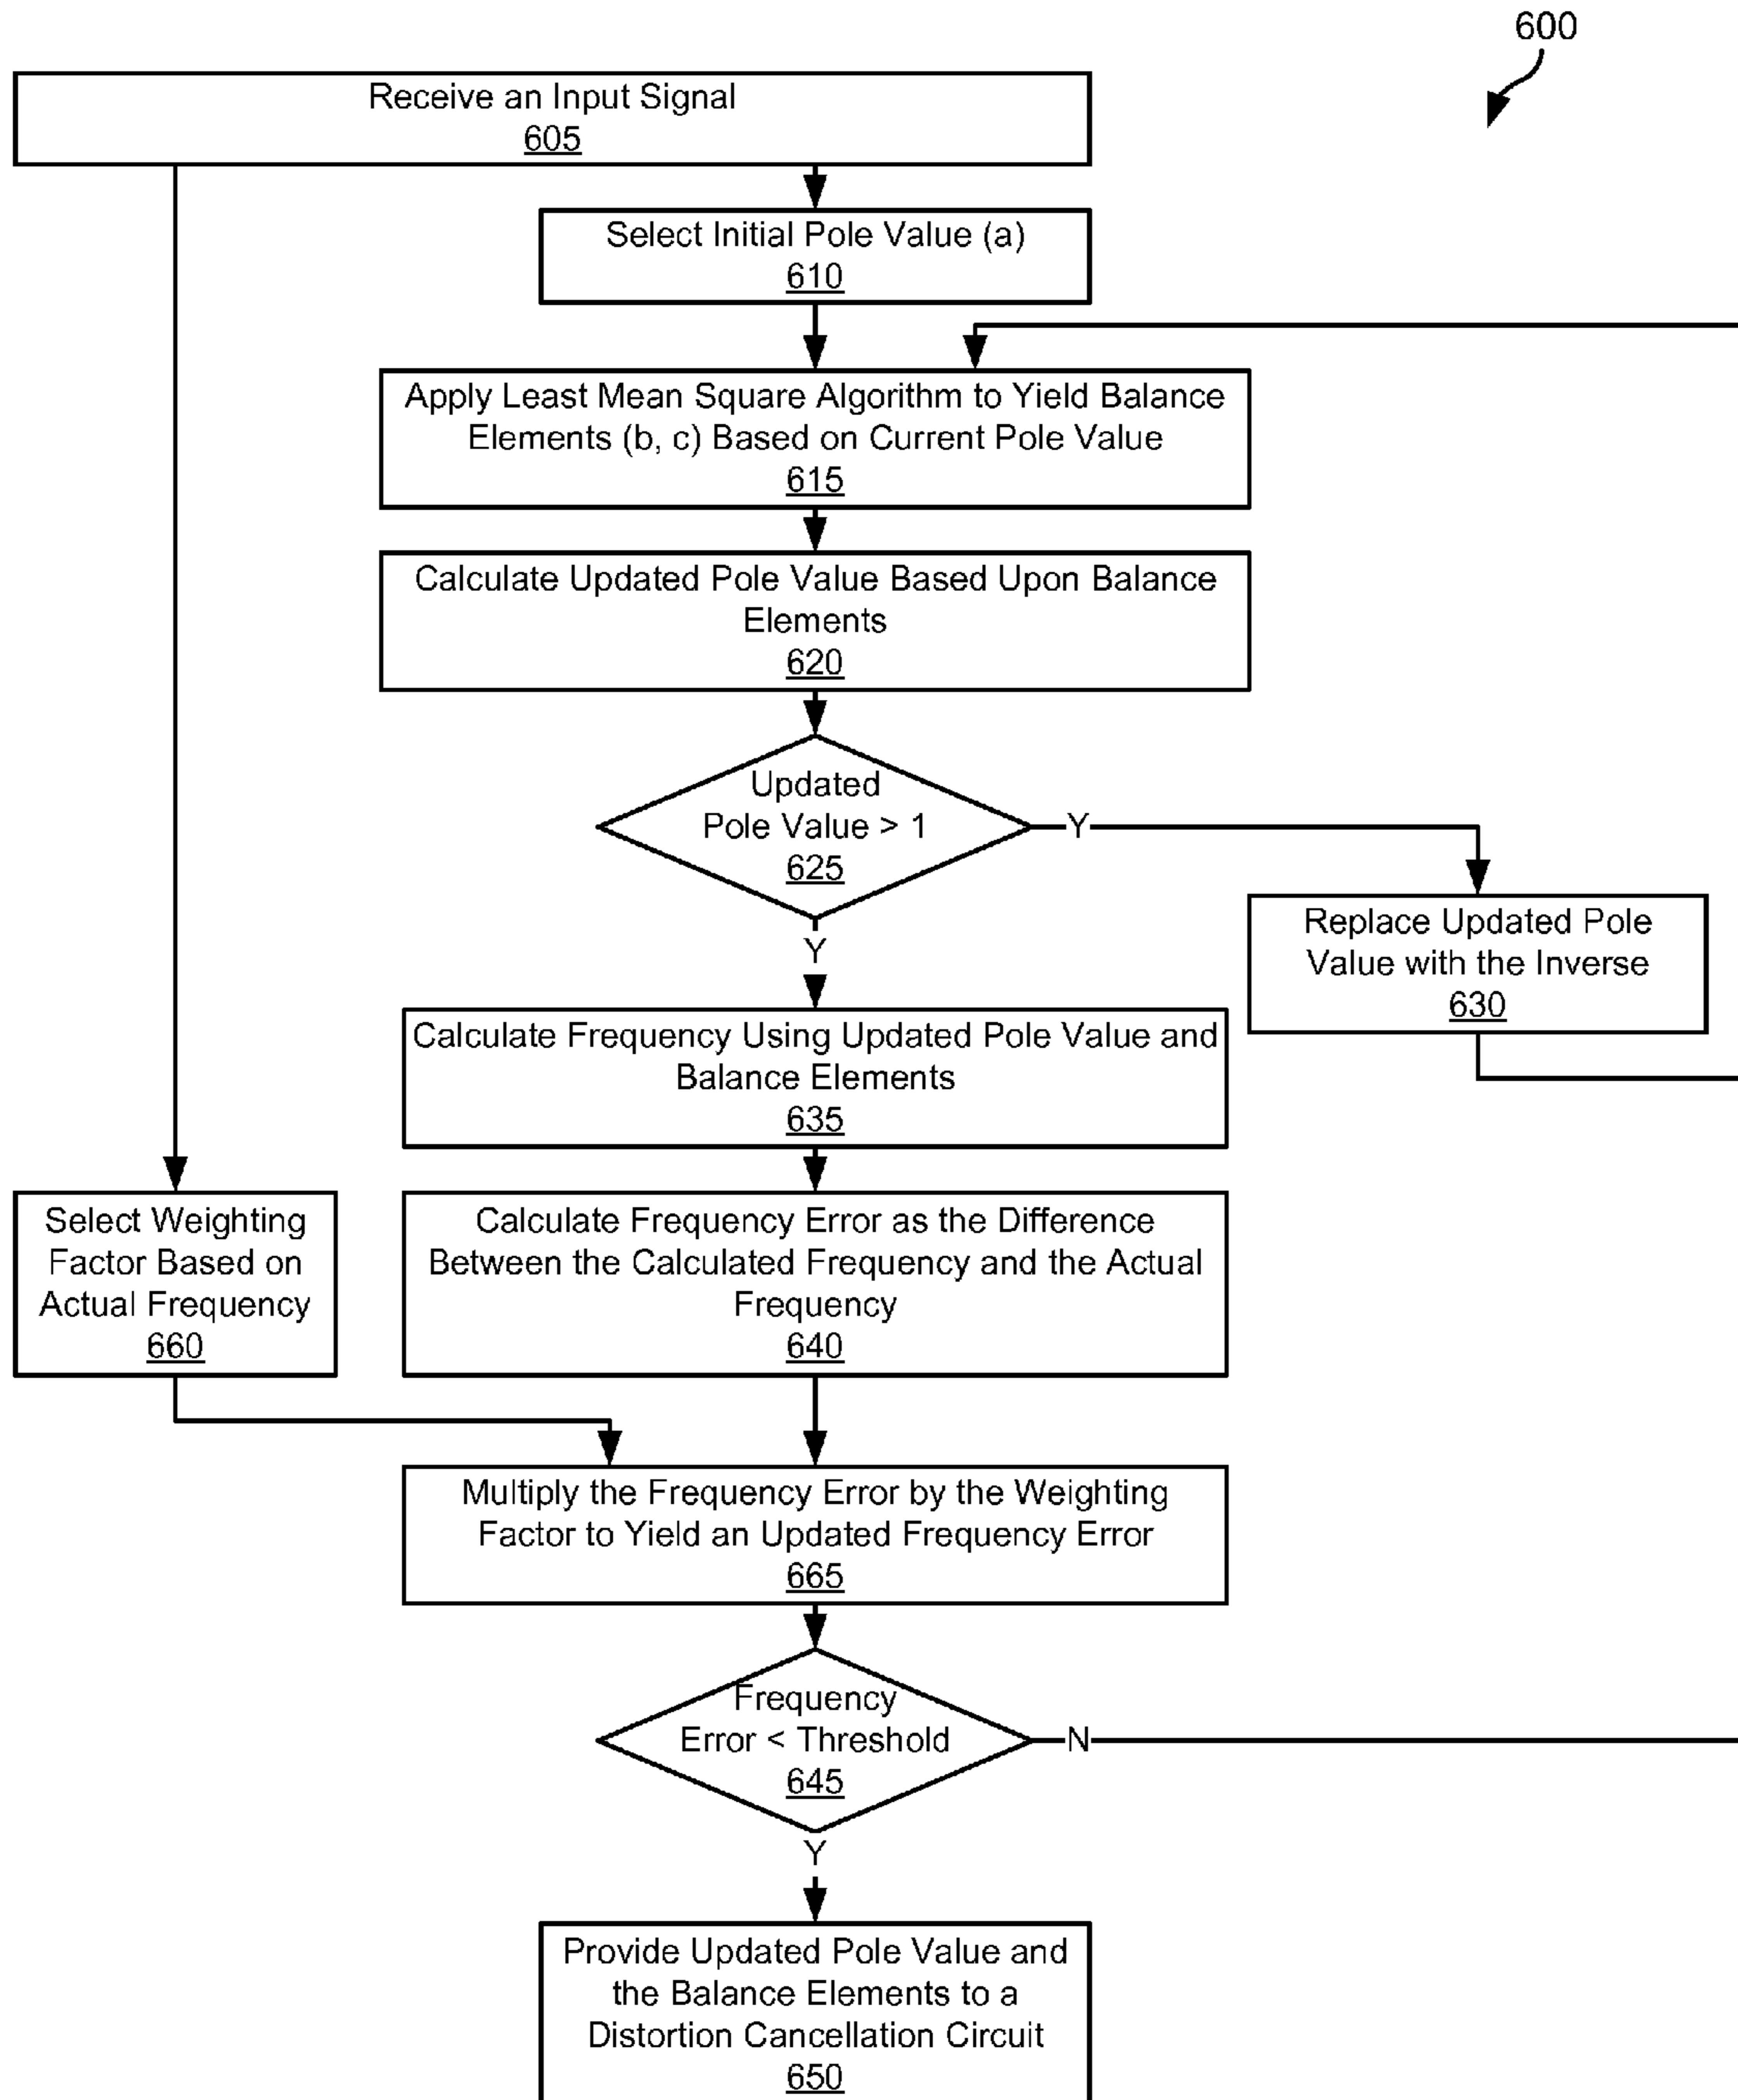 600
Receive an Input Signal
605
Select Initial Pole Value (a)
610
Apply Least Mean Square Algorithm to Yield Balance
Elements (b, c) Based on Current Pole Value
615
Calculate Updated Pole Value Based Upon Balance
Elements
620
Updated
Pole Value > 1
625
Y
Y
Replace Updated Pole
Value with the Inverse
630
Calculate Frequency Using Updated Pole Value and
Balance Elements
635
Select Weighting
Factor Based on
Actual Frequency
660
Calculate Frequency Error as the Difference
Between the Calculated Frequency and the Actual
Frequency
640
Multiply the Frequency Error by the Weighting
Factor to Yield an Updated Frequency Error
665
Frequency
Error < Threshold
645
N
Y
Provide Updated Pole Value and
the Balance Elements to a
Distortion Cancellation Circuit
650